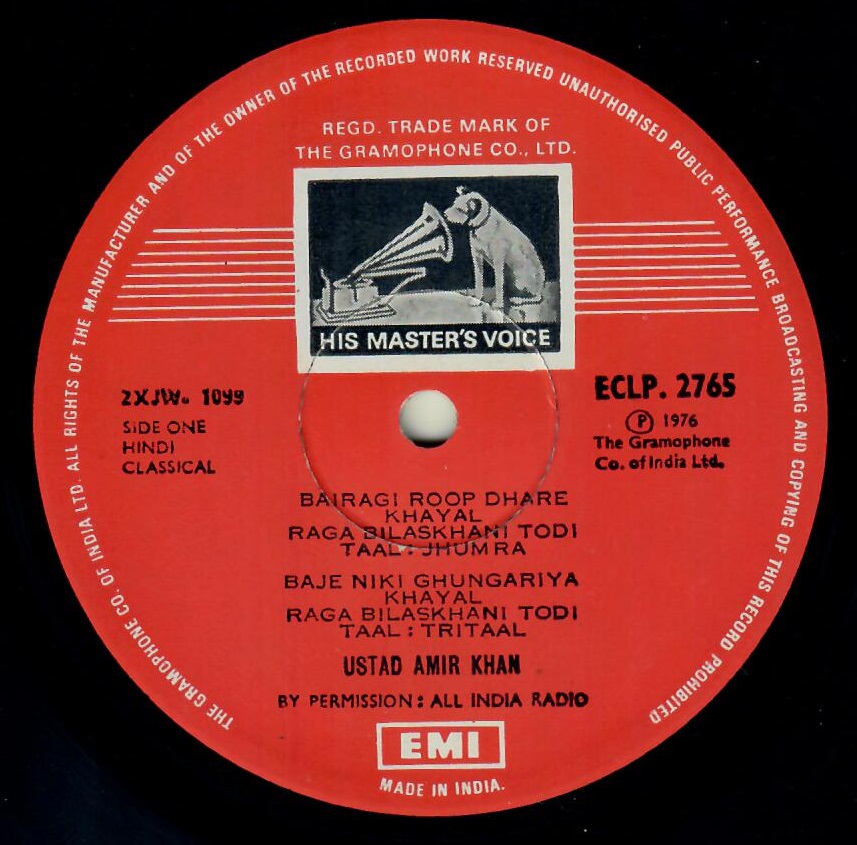 THE GRAMOPHONE CO. OF INDIA LTD. ALL RIGHTS OF THE MANUFACTURER AND OF THE OWNER OF THE RECORDED WORK RESERVED UNAUTHORISED PUBLIC PERFORMANCE BROADCASTING AND COPYING OF THIS RECORD PROHIBITED
REGD. TRADE MARK OF
THE GRAMOPHONE CO., LTD.
HIS MASTER'S VOICE
2XJW. 1099
SIDE ONE
HINDI
CLASSICAL
ECLP. 2765
Ⓟ 1976
The Gramophone
Co. of India Ltd.
BAIRAGI ROOP DHARE
KHAYAL
RAGA BILASKHANI TODI
TAAL: JHUMRA
BAJE NIKI GHUNGARIYA
KHAYAL
RAGA BILASKHANI TODI
TAAL: TRITAAL
USTAD AMIR KHAN
BY PERMISSION: ALL INDIA RADIO
EMI
MADE IN INDIA.